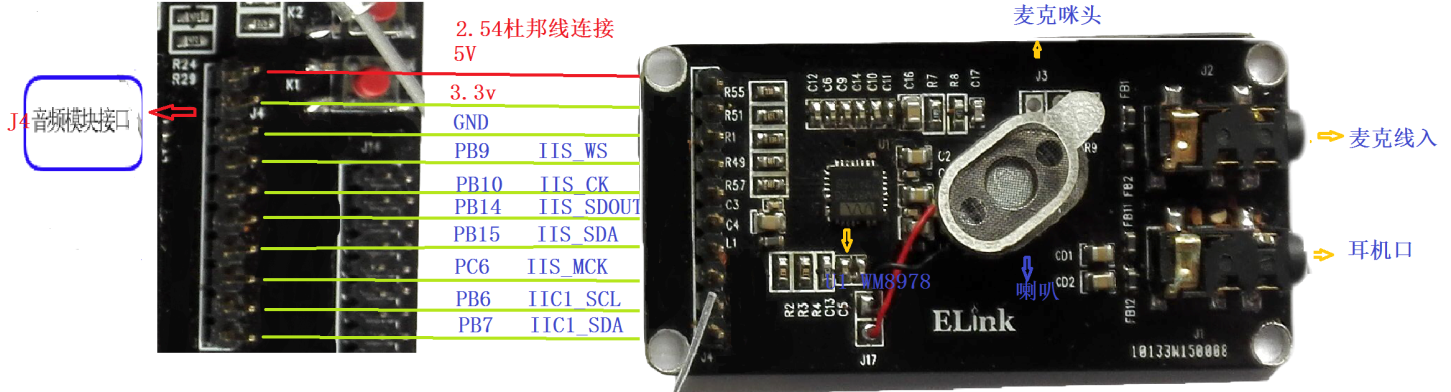 K2
R24
R29
K1
J4
J14
J4音频模块接口
2.54杜邦线连接
5V
3.3v
GND
PB9 IIS_WS
PB10 IIS_CK
PB14 IIS_SDOUT
PB15 IIS_SDA
PC6 IIS_MCK
PB6 IIC1_SCL
PB7 IIC1_SDA
麦克咪头
J3
J2
C12 C6 C9 C14 C10 C11 C16 R7 R8 C17
FB1
R55
R51
R1
R49
R57
C3
C4
L1
U1
C2
R9
FB2
FB11
麦克线入
耳机口
U1 WM8978
喇叭
CD1
CD2
R2 R3 R4 C13 C5
FB12
ELink
J4
J17
J1
10133W150008